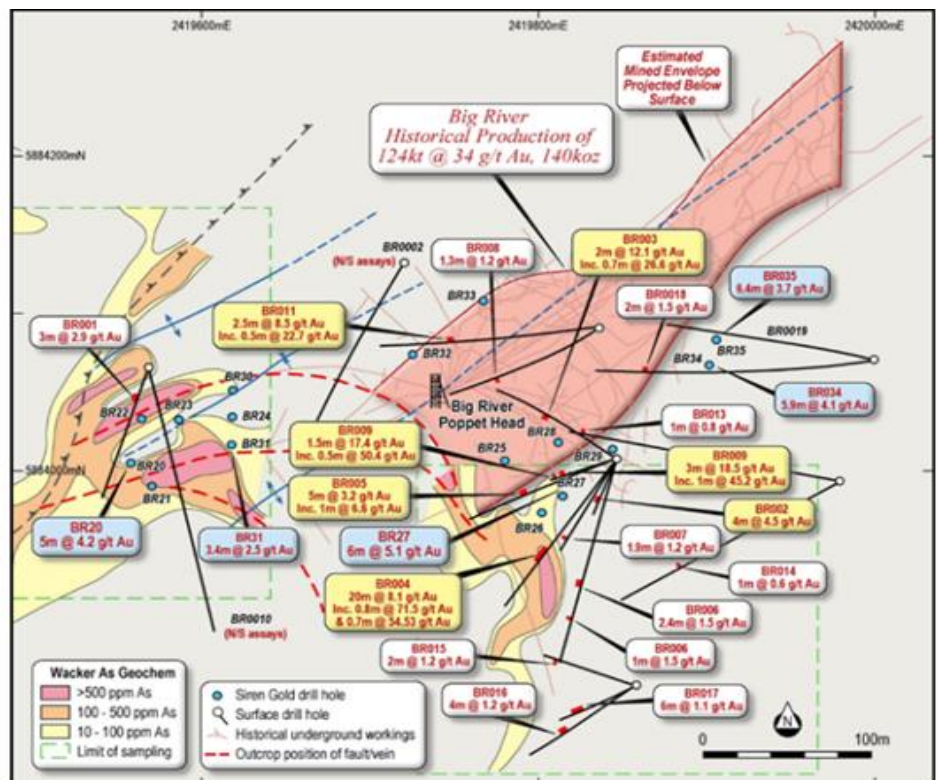 2419600mE
2419800mE
2420000mE
5884200mN
5884000mN
Estimated
Mined Envelope
Projected Below
Surface
Big River
Historical Production of
124kt @ 34 g/t Au, 140koz
BR0002
(N/S assays)
BR008
1.3m @ 1.2 g/t Au
BR003
2m @ 12.1 g/t Au
Inc. 0.7m @ 26.6 g/t Au
BR035
6.4m @ 3.7 g/t Au
BR0018
2m @ 1.5 g/t Au
BR0019
BR001
3m @ 2.9 g/t Au
BR011
2.5m @ 8.5 g/t Au
Inc. 0.5m @ 22.7 g/t Au
BR33
BR32
BR34
BR35
BR30
BR22
BR23
BR24
BR31
BR034
5.9m @ 4.1 g/t Au
Big River
Poppet Head
BR013
1m @ 0.8 g/t Au
BR009
1.5m @ 17.4 g/t Au
Inc. 0.5m @ 50.4 g/t Au
BR25
BR28
BR29
BR009
3m @ 18.5 g/t Au
Inc. 1m @ 45.2 g/t Au
BR20
BR21
BR005
5m @ 3.2 g/t Au
Inc. 1m @ 6.6 g/t Au
BR27
BR26
BR002
4m @ 4.5 g/t Au
BR20
5m @ 4.2 g/t Au
BR31
3.4m @ 2.5 g/t Au
BR27
6m @ 5.1 g/t Au
BR007
1.9m @ 1.2 g/t Au
BR014
1m @ 0.6 g/t Au
BR004
20m @ 8.1 g/t Au
Inc. 0.8m @ 71.5 g/t Au
& 0.7m @ 34.53 g/t Au
BR006
2.4m @ 1.5 g/t Au
BR0010
(N/S assays)
BR006
1m @ 1.5 g/t Au
BR015
2m @ 1.2 g/t Au
BR016
4m @ 1.2 g/t Au
BR017
6m @ 1.1 g/t Au
Wacker As Geochem
>500 ppm As
100 - 500 ppm As
10 - 100 ppm As
Limit of sampling
Siren Gold drill hole
Surface drill hole
Historical underground workings
Outcrop position of fault/vein
N
0
100m